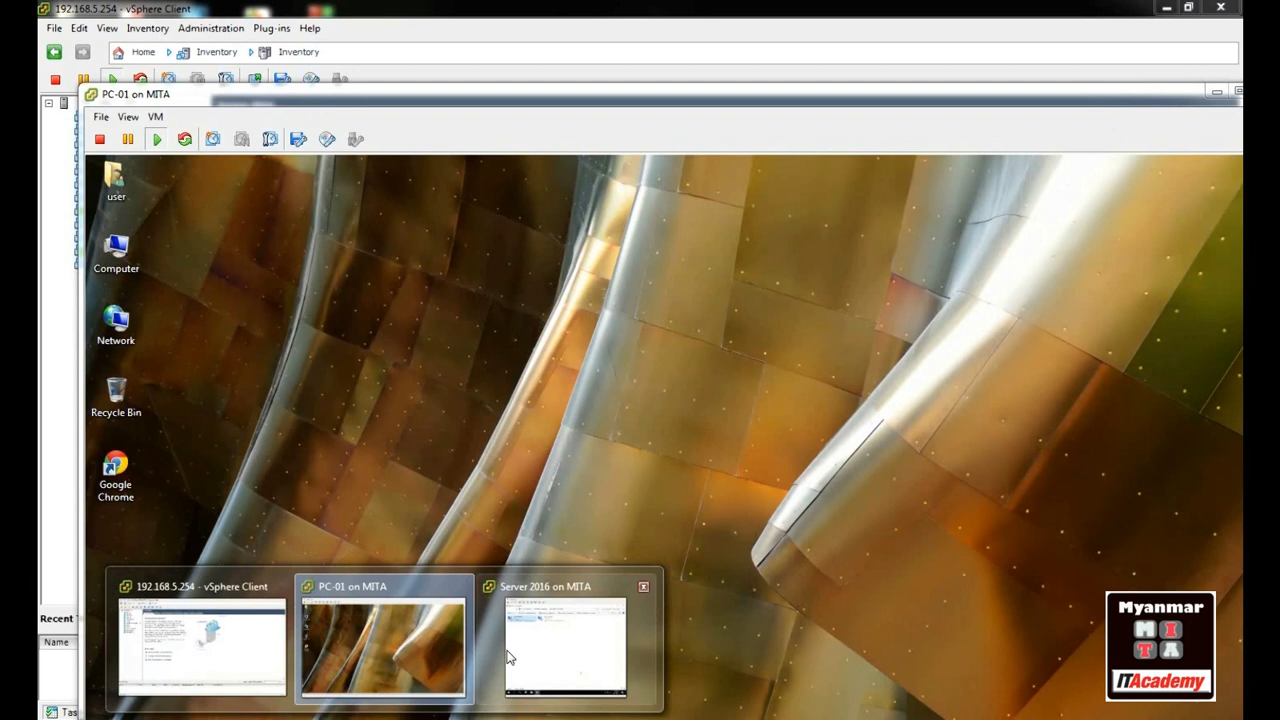 192.168.5.254 - vSphere Client
File Edit View Inventory Administration Plug-ins Help
Home Inventory Inventory
PC-01 on MITA
File View VM
user
Computer
Network
Recycle Bin
Google
Chrome
192.168.5.254 - vSphere Client
PC-01 on MITA
Server 2016 on MITA
Recent
Name
Tas
Myanmar
M I
T A
ITAcademy